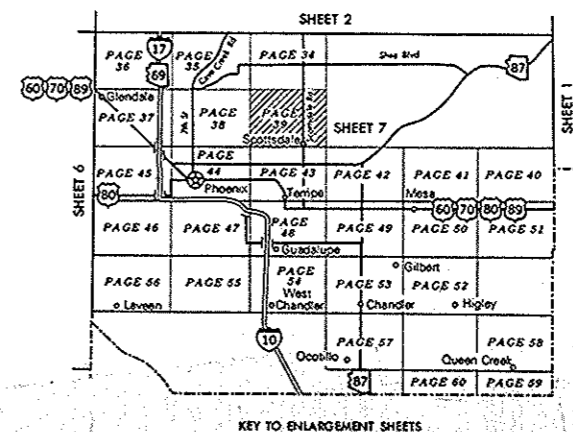 SHEET 2
17
PAGE 36
PAGE 35
Cave Creek Rd
PAGE 34
Shea Blvd
87
69
60 70 89
Glendale
PAGE 37
7th St
PAGE 38
PAGE 39
Scottsdale Rd
SHEET 7
SHEET 1
Scottsdale
SHEET 6
PAGE 45
PAGE 44
PAGE 43
PAGE 42
PAGE 41
PAGE 40
Phoenix
Tempe
Mesa
80
60 70 80 89
PAGE 46
PAGE 47
PAGE 48
PAGE 49
PAGE 50
PAGE 51
Guadalupe
Gilbert
PAGE 56
PAGE 55
PAGE 54
PAGE 53
PAGE 52
Laveen
West Chandler
Chandler
Higley
10
PAGE 57
PAGE 58
Ocotillo
Queen Creek
87
PAGE 60
PAGE 59
KEY TO ENLARGEMENT SHEETS